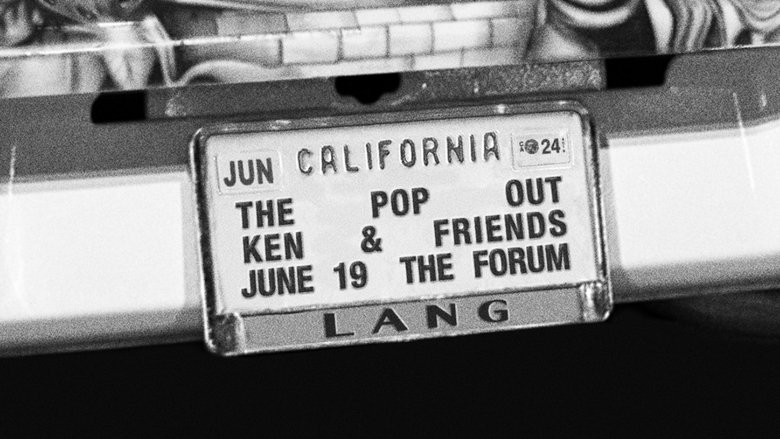 JUN CALIFORNIA 24
THE POP OUT
KEN & FRIENDS
JUNE 19 THE FORUM
LANG